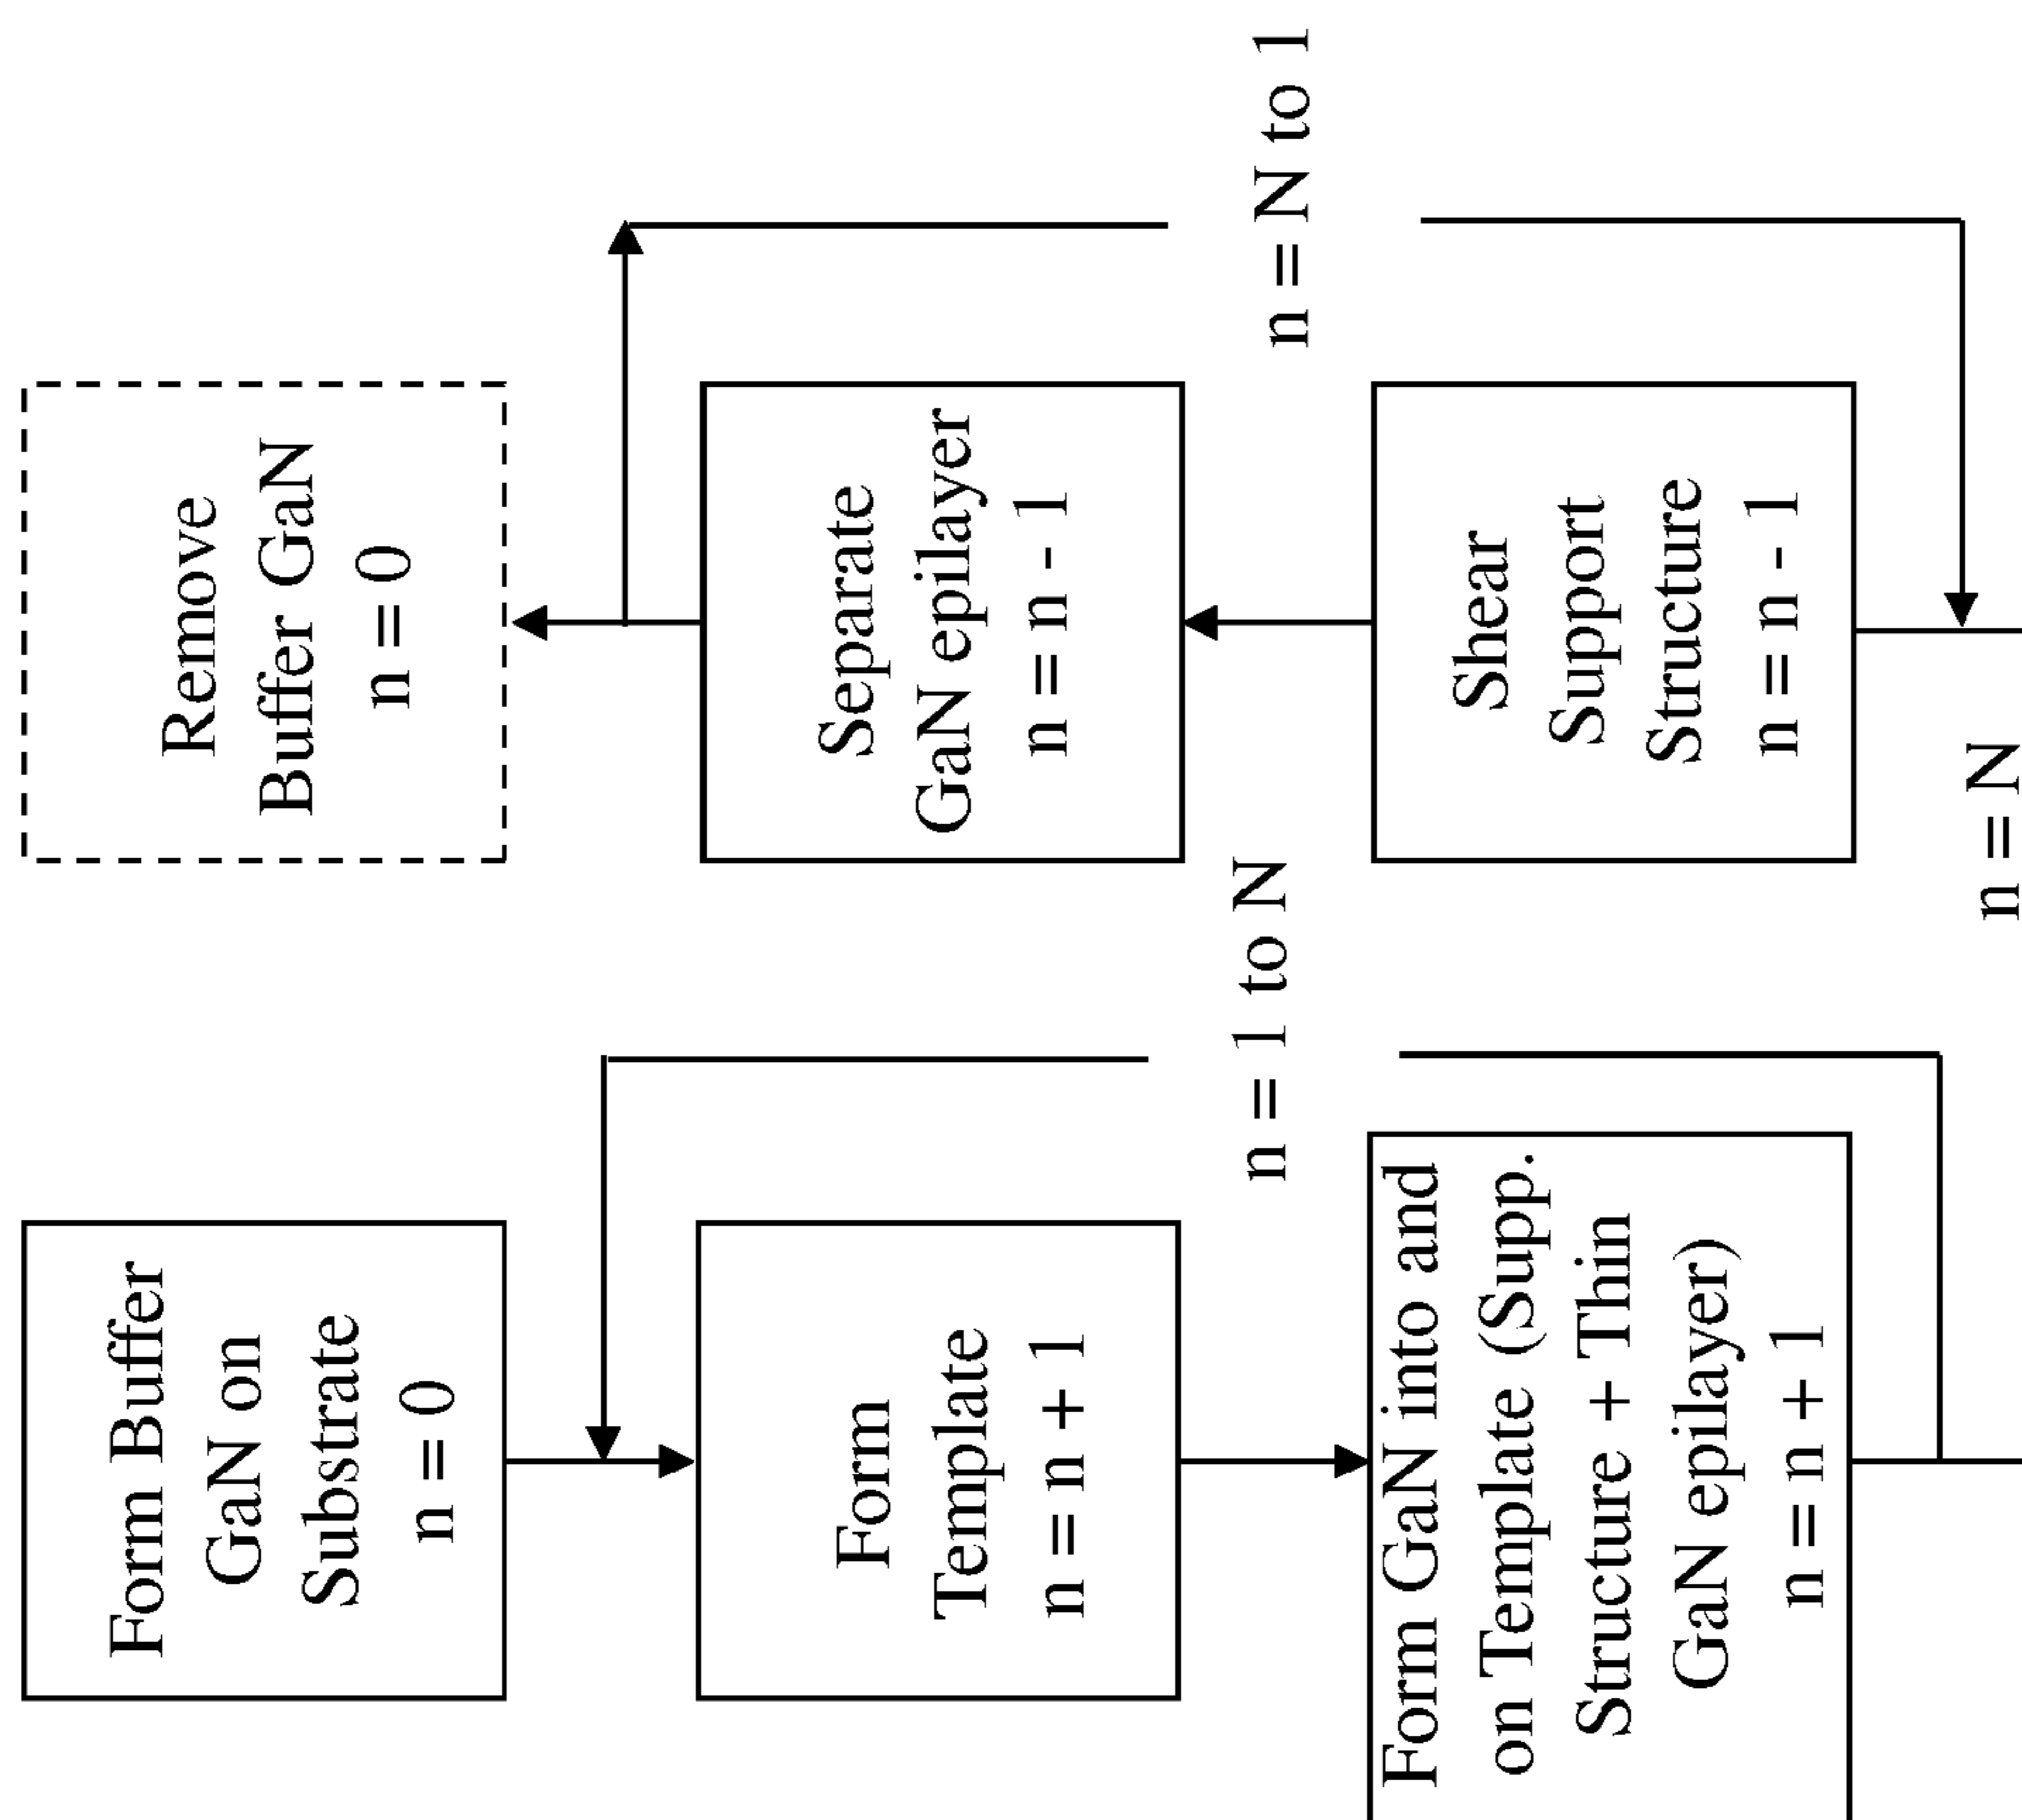 Form Buffer
GaN on
Substrate
n = 0
Form
Template
n = n + 1
Form GaN into and
on Template (Supp.
Structure + Thin
GaN epilayer)
n = n + 1
n = 1 to N
n = N
Shear
Support
Structure
n = n - 1
Separate
GaN epilayer
n = n - 1
n = N to 1
Remove
Buffer GaN
n = 0